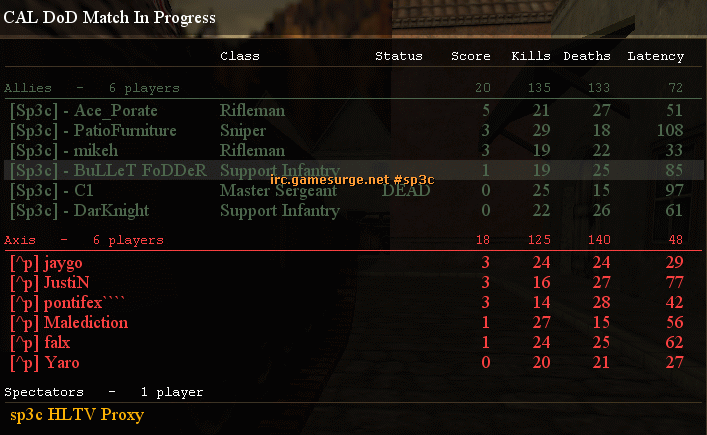 CAL DoD Match In Progress
Class Status Score Kills Deaths Latency
Allies - 6 players 20 135 133 72
[Sp3c] - Ace_Porate Rifleman 5 21 27 51
[Sp3c] - PatioFurniture Sniper 3 29 18 108
[Sp3c] - mikeh Rifleman 3 19 22 33
[Sp3c] - BuLLeT FoDDeR Support Infantry 1 19 25 85
irc.gamesurge.net #sp3c
[Sp3c] - C1 Master Sergeant DEAD 0 25 15 97
[Sp3c] - DarKnight Support Infantry 0 22 26 61
Axis - 6 players 18 125 140 48
[^p] jaygo 3 24 24 29
[^p] JustiN 3 16 27 77
[^p] pontifex```` 3 14 28 42
[^p] Malediction 1 27 15 56
[^p] falx 1 24 25 62
[^p] Yaro 0 20 21 27
Spectators - 1 player
sp3c HLTV Proxy